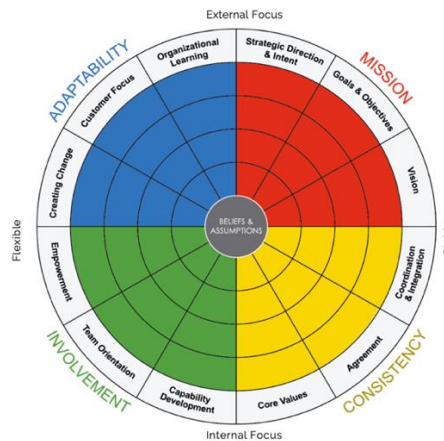 External Focus
ADAPTABILITY
MISSION
Organizational
Learning
Strategic Direction
& Intent
Customer Focus
Goals & Objectives
Creating Change
Vision
BELIEFS &
ASSUMPTIONS
Flexible
Empowerment
Coordination
& Integration
Team Orientation
Agreement
Capability
Development
Core Values
INVOLVEMENT
CONSISTENCY
Internal Focus